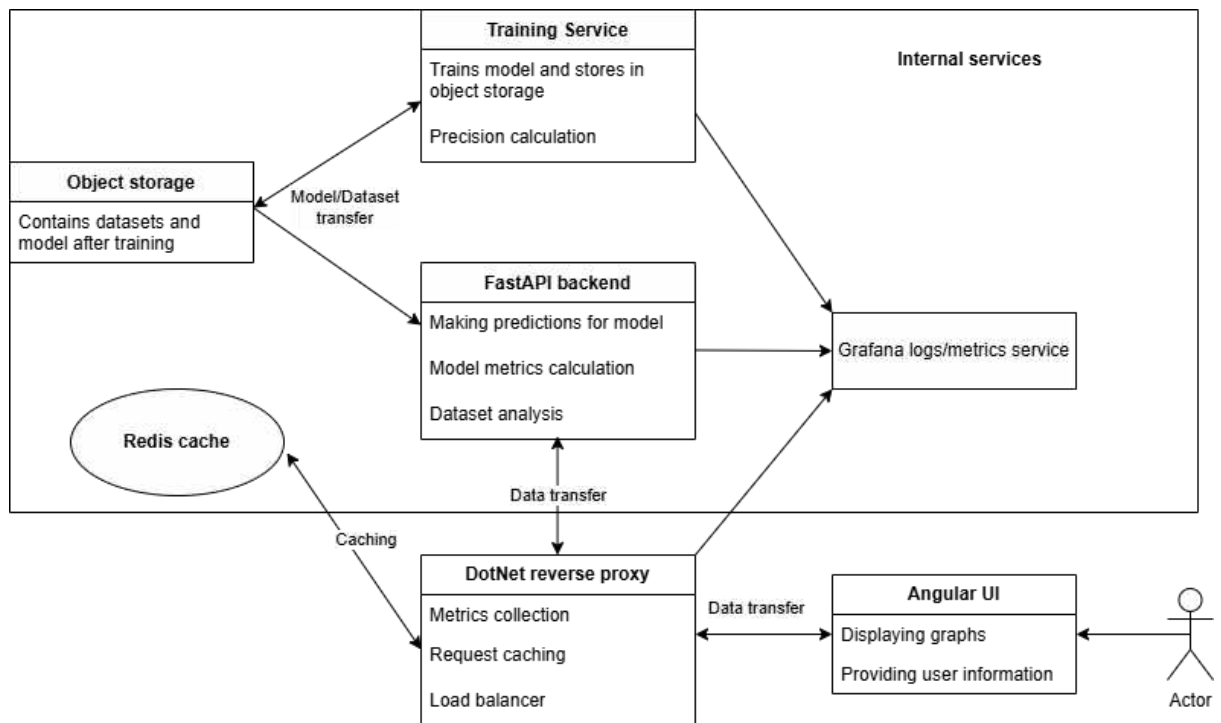 Training Service
Trains model and stores in
object storage
Precision calculation
Internal services
Object storage
Contains datasets and
model after training
Model/Dataset
transfer
FastAPI backend
Making predictions for model
Model metrics calculation
Dataset analysis
Grafana logs/metrics service
Redis cache
Data transfer
Caching
DotNet reverse proxy
Metrics collection
Request caching
Load balancer
Data transfer
Angular UI
Displaying graphs
Providing user information
Actor